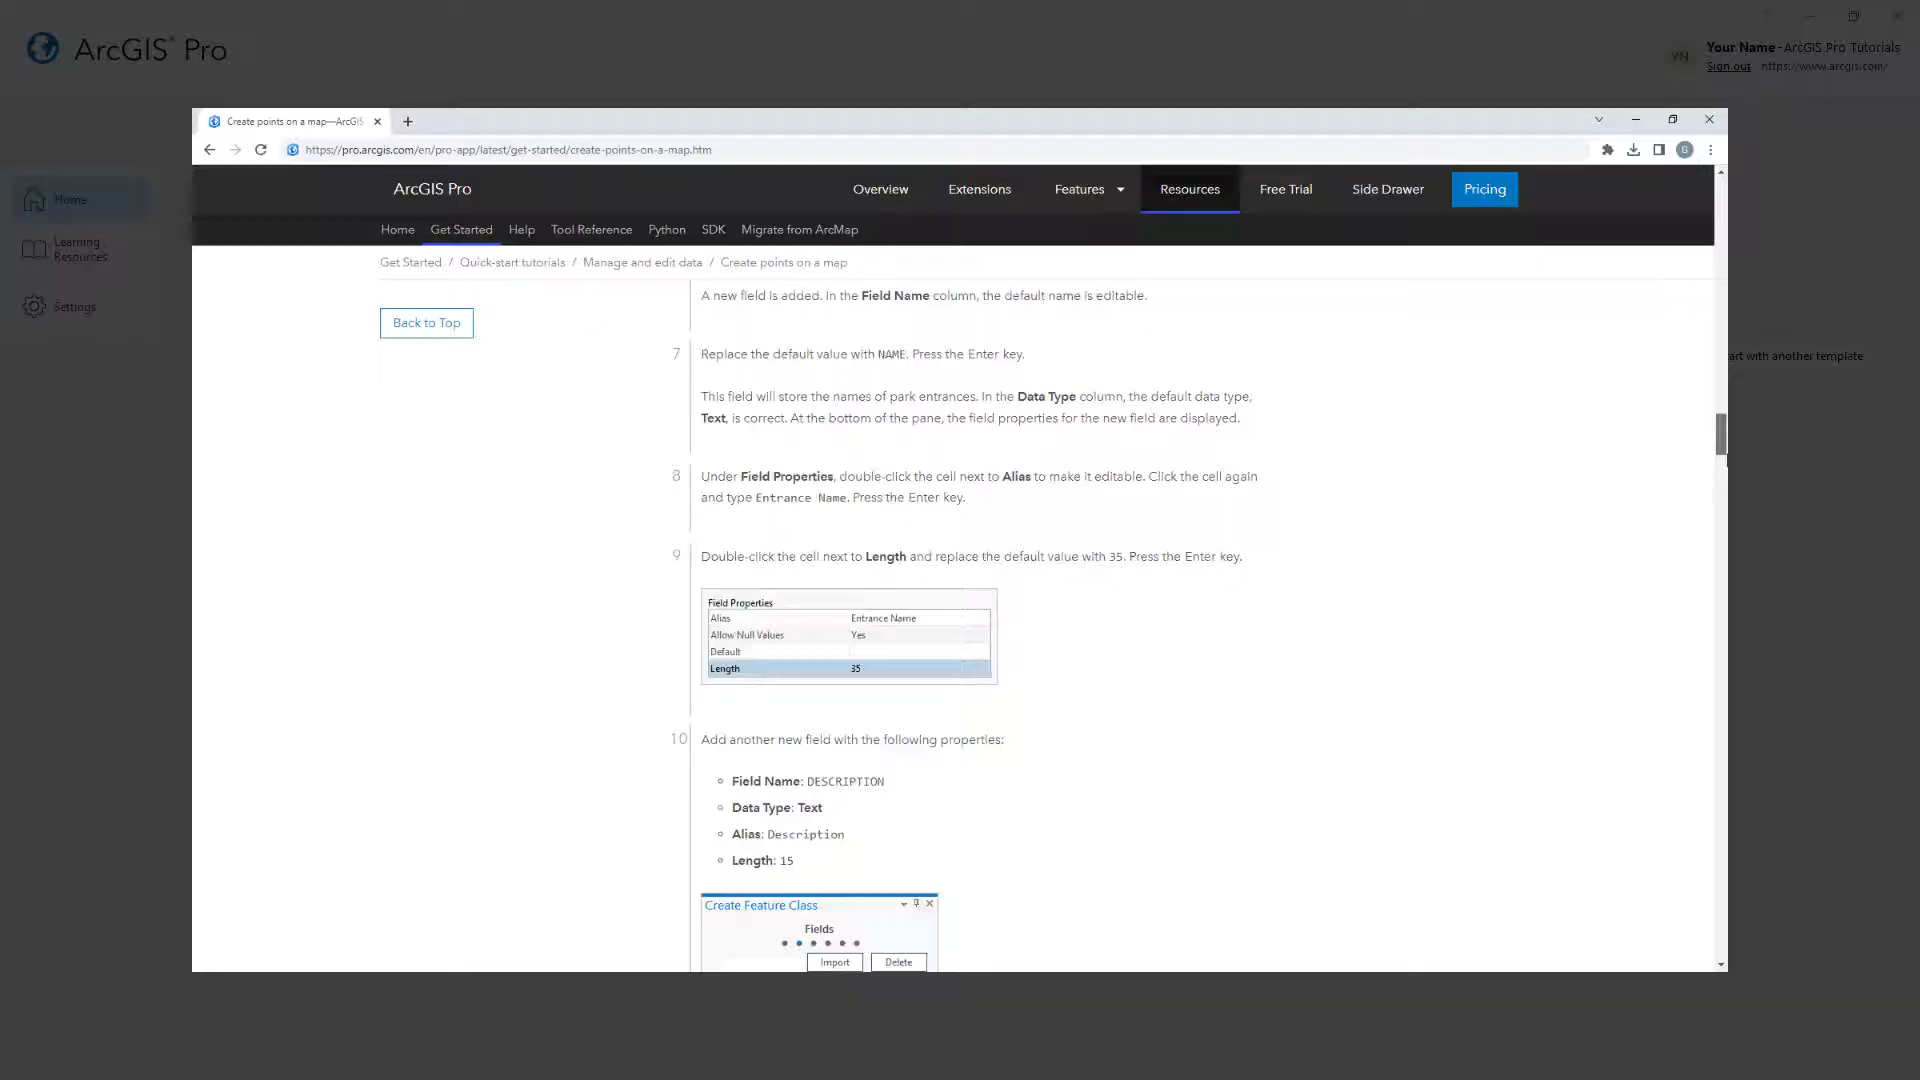 ArcGIS® Pro
Your Name - ArcGIS Pro Tutorials
YN
Sign out https://www.arcgis.com/
Create points on a map—ArcGIS
https://pro.arcgis.com/en/pro-app/latest/get-started/create-points-on-a-map.htm
G
Home
Learning
Resources
Settings
art with another template
ArcGIS Pro
Overview Extensions Features Resources Free Trial Side Drawer Pricing
Home Get Started Help Tool Reference Python SDK Migrate from ArcMap
Get Started / Quick-start tutorials / Manage and edit data / Create points on a map
Back to Top
A new field is added. In the Field Name column, the default name is editable.
7 Replace the default value with NAME. Press the Enter key.
This field will store the names of park entrances. In the Data Type column, the default data type,
Text, is correct. At the bottom of the pane, the field properties for the new field are displayed.
8 Under Field Properties, double-click the cell next to Alias to make it editable. Click the cell again
and type Entrance Name. Press the Enter key.
9 Double-click the cell next to Length and replace the default value with 35. Press the Enter key.
Field Properties
Alias Entrance Name
Allow Null Values Yes
Default
Length 35
10 Add another new field with the following properties:
Field Name: DESCRIPTION
Data Type: Text
Alias: Description
Length: 15
Create Feature Class
Fields
Import Delete